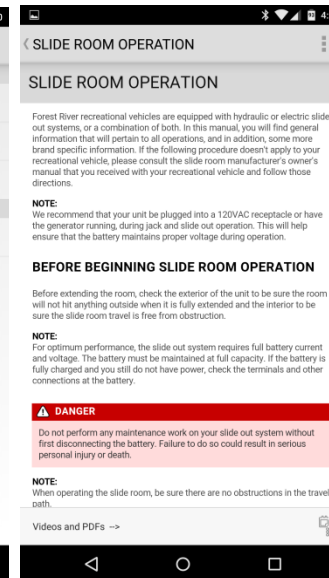 SLIDE ROOM OPERATION
SLIDE ROOM OPERATION
Forest River recreational vehicles are equipped with hydraulic or electric slide
out systems, or a combination of both. In this manual, you will find general
information that will pertain to all operations, and in addition, some more
brand specific information. If the following procedure doesn't apply to your
recreational vehicle, please consult the slide room manufacturer's owner's
manual that you received with your recreational vehicle and follow those
directions.
NOTE:
We recommend that your unit be plugged into a 120VAC receptacle or have
the generator running, during jack and slide out operation. This will help
ensure that the battery maintains proper voltage during operation.
BEFORE BEGINNING SLIDE ROOM OPERATION
Before extending the room, check the exterior of the unit to be sure the room
will not hit anything outside when it is fully extended and the interior to be
sure the slide room travel is free from obstruction.
NOTE:
For optimum performance, the slide out system requires full battery current
and voltage. The battery must be maintained at full capacity. If the battery is
fully charged and you still do not have power, check the terminals and other
connections at the battery.
DANGER
Do not perform any maintenance work on your slide out system without
first disconnecting the battery. Failure to do so could result in serious
personal injury or death.
NOTE:
When operating the slide room, be sure there are no obstructions in the travel
path.
Videos and PDFs -->